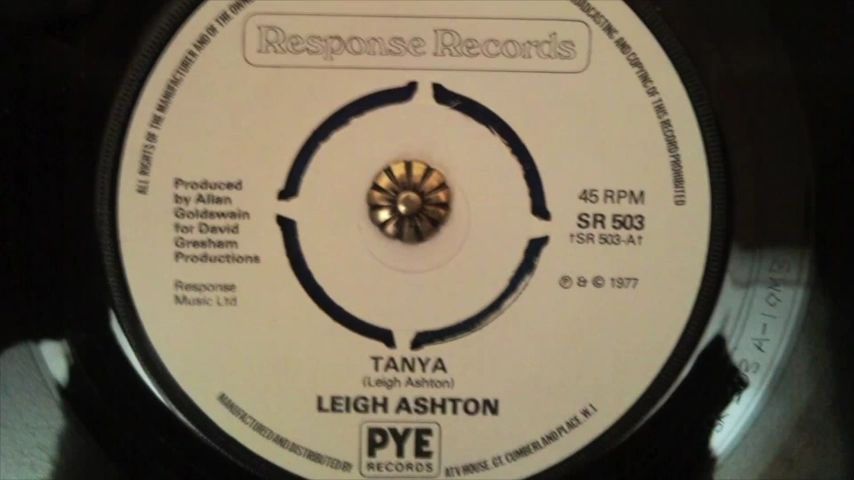 ALL RIGHTS OF THE MANUFACTURER AND OF THE OWN
BROADCASTING AND COPYING OF THIS RECORD PROHIBITED
Response Records
Produced
by Allan
Goldswain
for David
Gresham
Productions
Response
Music Ltd
45 RPM
SR 503
†SR 503-A†
Ⓟ & © 1977
TANYA
(Leigh Ashton)
LEIGH ASHTON
MANUFACTURED AND DISTRIBUTED BY
PYE
RECORDS
ATV HOUSE, GT. CUMBERLAND PLACE, W.1